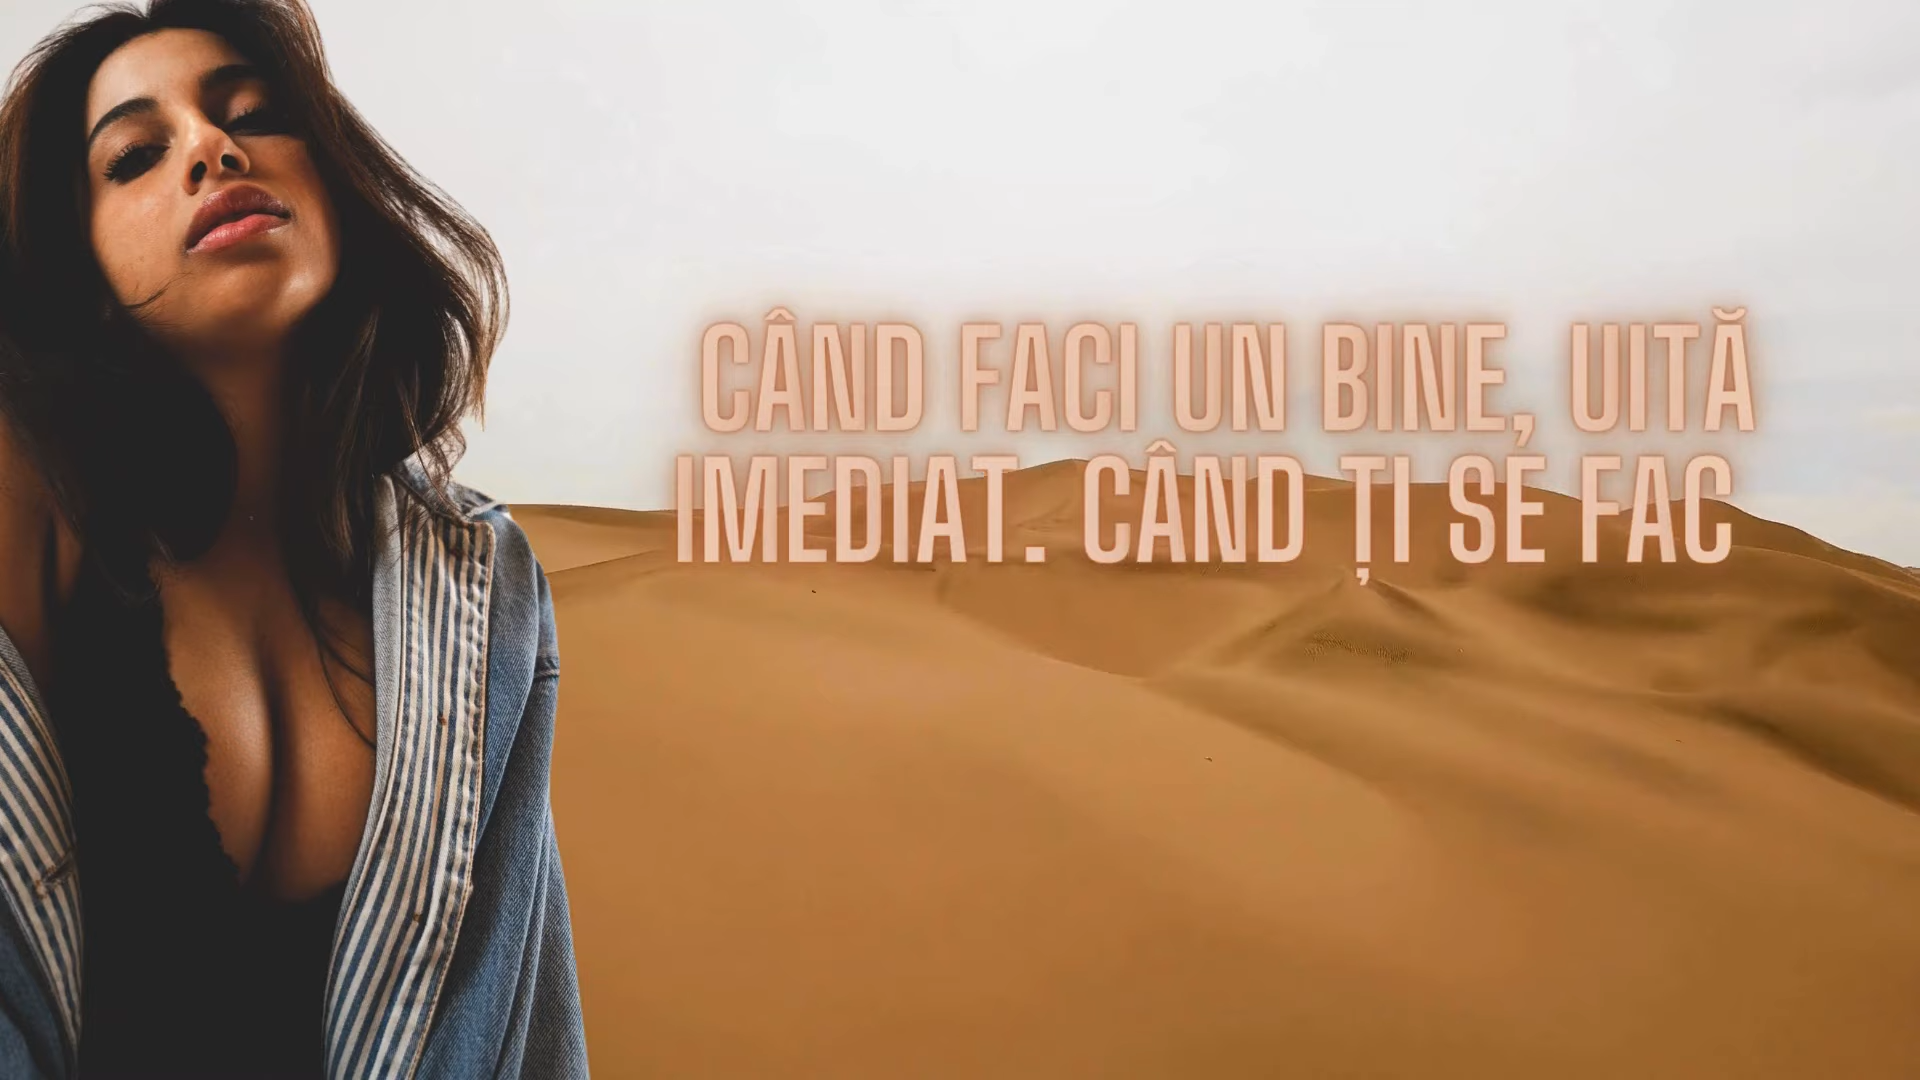 CÂND FACI UN BINE, UITĂ
IMEDIAT. CÂND ȚI SE FAC